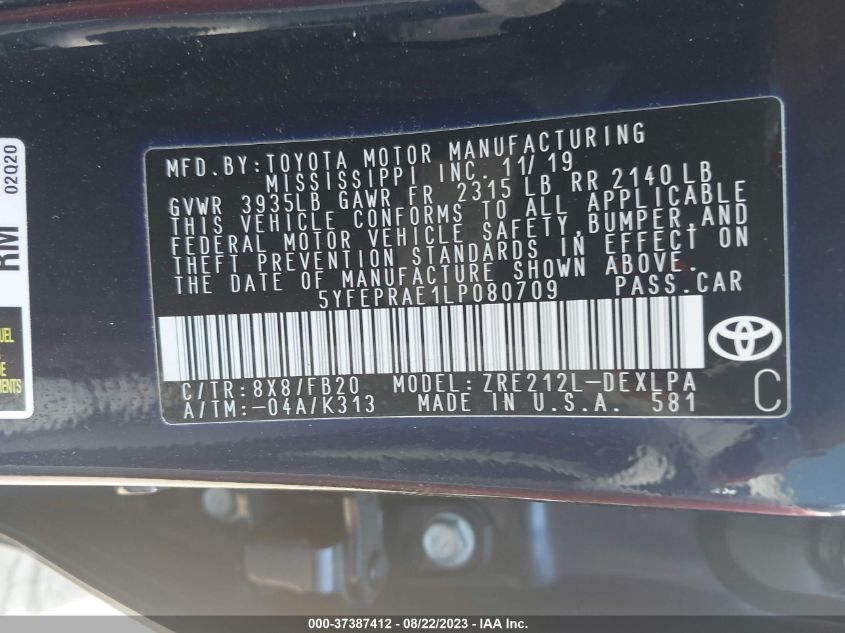 02Q20
RM
UEL
E
MENTS
MFD. BY: TOYOTA MOTOR MANUFACTURING
MISSISSIPPI INC. 11/19
GVWR 3935LB GAWR FR 2315 LB RR 2140 LB
THIS VEHICLE CONFORMS TO ALL APPLICABLE
FEDERAL MOTOR VEHICLE SAFETY, BUMPER, AND
THEFT PREVENTION STANDARDS IN EFFECT ON
THE DATE OF MANUFACTURE SHOWN ABOVE.
5YFEPRAE1LP080709 PASS. CAR
C/TR: 8X8/FB20 MODEL: ZRE212L-DEXLPA
A/TM: -04A/K313 MADE IN U.S.A. 581
C
000-37387412 - 08/22/2023 - IAA Inc.